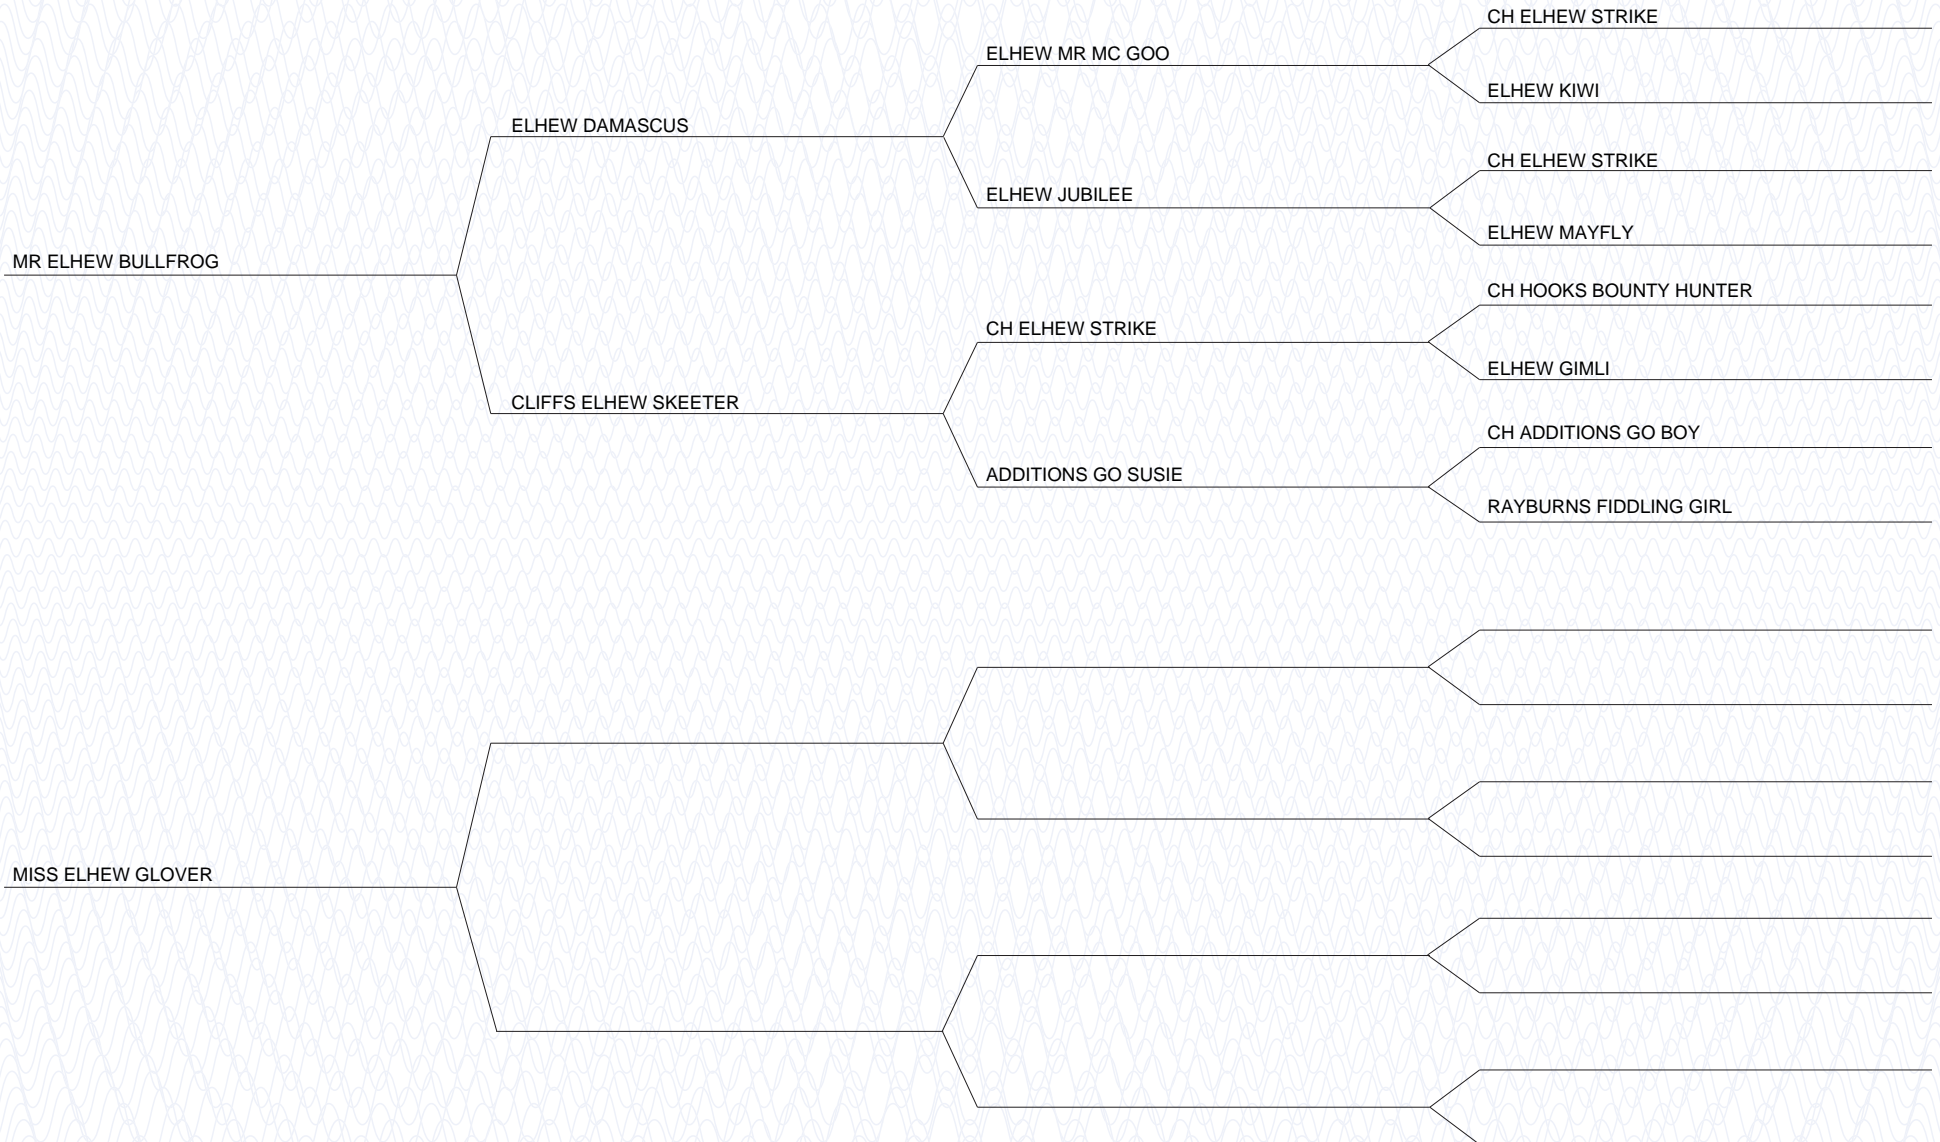 CH ELHEW STRIKE
ELHEW MR MC GOO
ELHEW KIWI
ELHEW DAMASCUS
CH ELHEW STRIKE
ELHEW JUBILEE
ELHEW MAYFLY
MR ELHEW BULLFROG
CH HOOKS BOUNTY HUNTER
CH ELHEW STRIKE
ELHEW GIMLI
CLIFFS ELHEW SKEETER
CH ADDITIONS GO BOY
ADDITIONS GO SUSIE
RAYBURNS FIDDLING GIRL
MISS ELHEW GLOVER